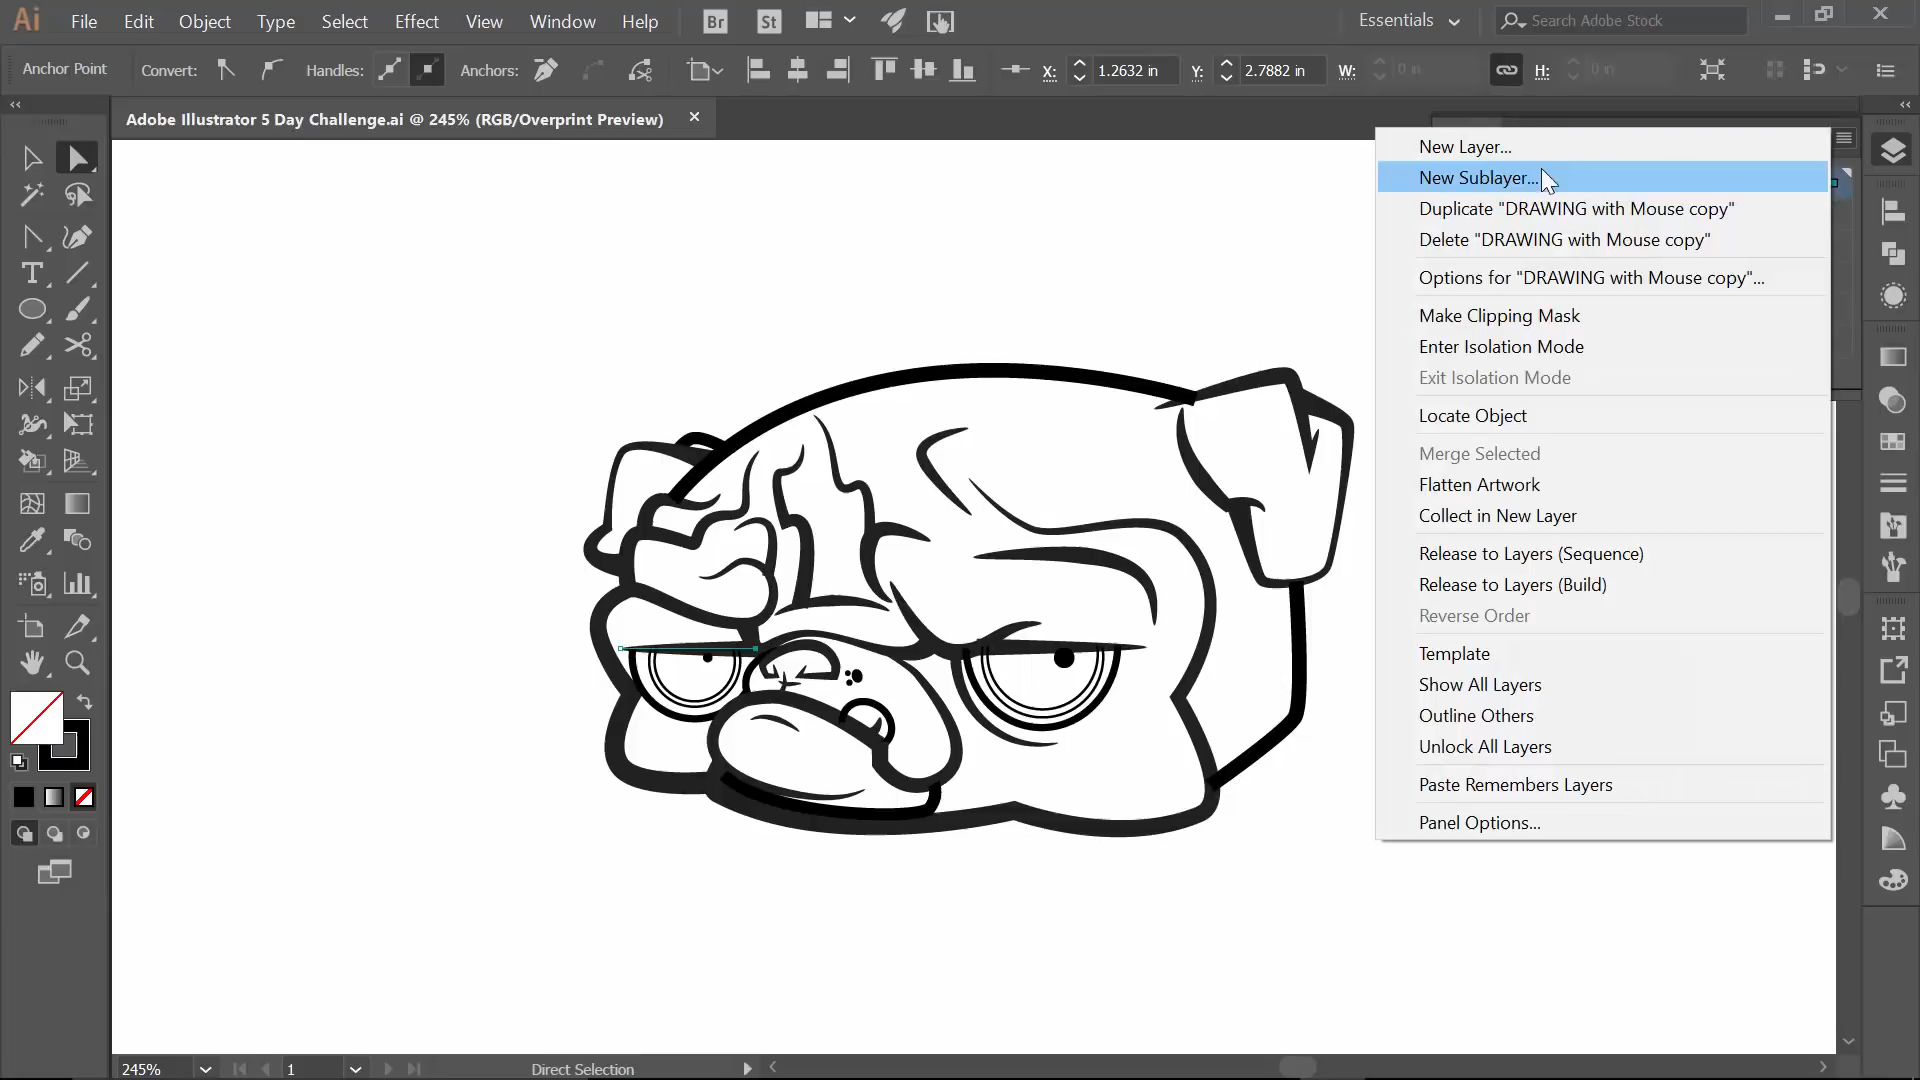 Ai File Edit Object Type Select Effect View Window Help Br St Essentials Search Adobe Stock
Anchor Point Convert: Handles: Anchors: X: 1.2632 in Y: 2.7882 in W: 0 in H: 0 in
Adobe Illustrator 5 Day Challenge.ai @ 245% (RGB/Overprint Preview)
New Layer...
New Sublayer...
Duplicate "DRAWING with Mouse copy"
Delete "DRAWING with Mouse copy"
Options for "DRAWING with Mouse copy"...
Make Clipping Mask
Enter Isolation Mode
Exit Isolation Mode
Locate Object
Merge Selected
Flatten Artwork
Collect in New Layer
Release to Layers (Sequence)
Release to Layers (Build)
Reverse Order
Template
Show All Layers
Outline Others
Unlock All Layers
Paste Remembers Layers
Panel Options...
245% 1 Direct Selection